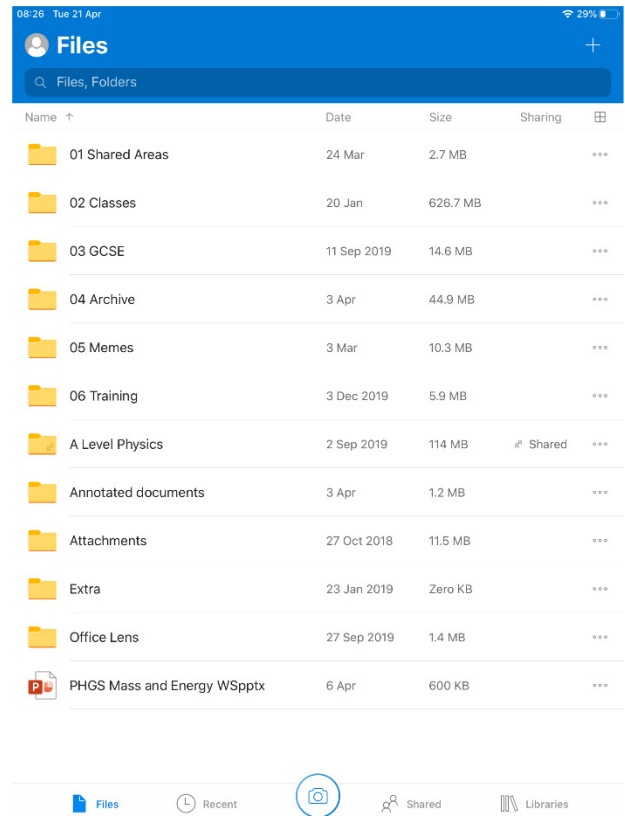 08:26 Tue 21 Apr 29%
Files
Files, Folders
Name ↑ Date Size Sharing
01 Shared Areas 24 Mar 2.7 MB
02 Classes 20 Jan 626.7 MB
03 GCSE 11 Sep 2019 14.6 MB
04 Archive 3 Apr 44.9 MB
05 Memes 3 Mar 10.3 MB
06 Training 3 Dec 2019 5.9 MB
A Level Physics 2 Sep 2019 114 MB Shared
Annotated documents 3 Apr 1.2 MB
Attachments 27 Oct 2018 11.5 MB
Extra 23 Jan 2019 Zero KB
Office Lens 27 Sep 2019 1.4 MB
P PHGS Mass and Energy WSpptx 6 Apr 600 KB
Files Recent Shared Libraries